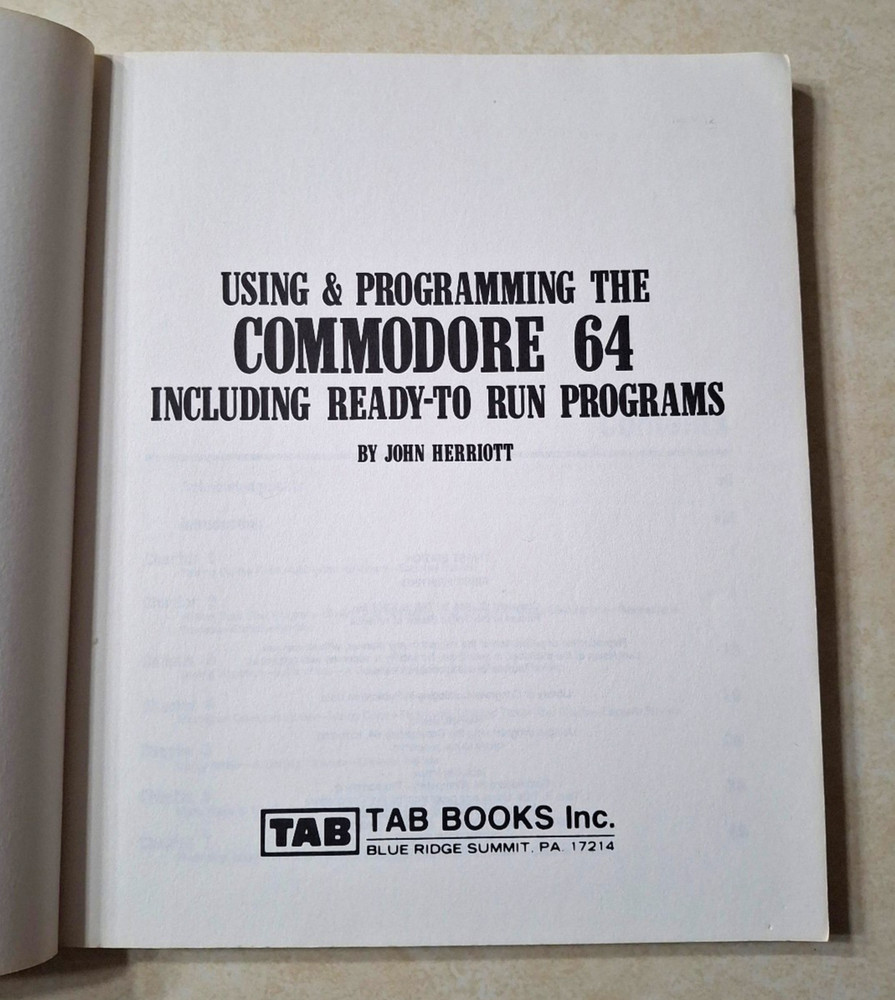 USING & PROGRAMMING THE
COMMODORE 64
INCLUDING READY-TO RUN PROGRAMS
BY JOHN HERRIOTT
TAB TAB BOOKS Inc.
BLUE RIDGE SUMMIT, PA. 17214